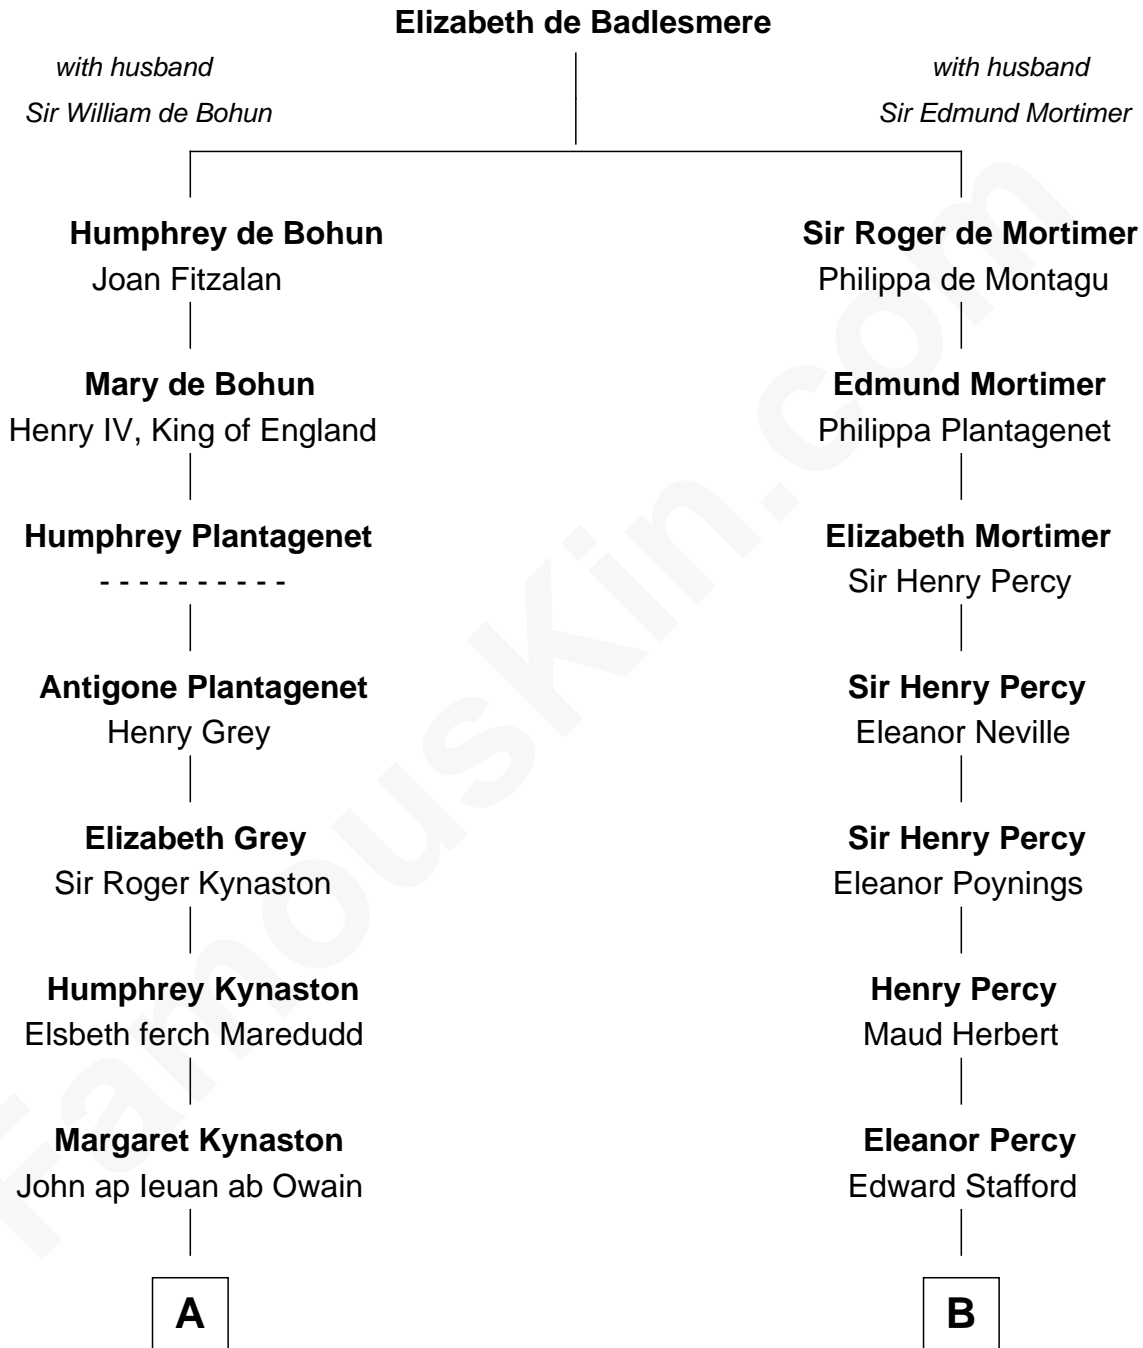 Elizabeth de Badlesmere
with husband
Sir William de Bohun
with husband
Sir Edmund Mortimer
Humphrey de Bohun
Joan Fitzalan
Sir Roger de Mortimer
Philippa de Montagu
Mary de Bohun
Henry IV, King of England
Edmund Mortimer
Philippa Plantagenet
Humphrey Plantagenet
- - - - - - - - - -
Elizabeth Mortimer
Sir Henry Percy
Antigone Plantagenet
Henry Grey
Sir Henry Percy
Eleanor Neville
Elizabeth Grey
Sir Roger Kynaston
Sir Henry Percy
Eleanor Poynings
Humphrey Kynaston
Elsbeth ferch Maredudd
Henry Percy
Maud Herbert
Margaret Kynaston
John ap Ieuan ab Owain
Eleanor Percy
Edward Stafford
A
B
FamousKin.com